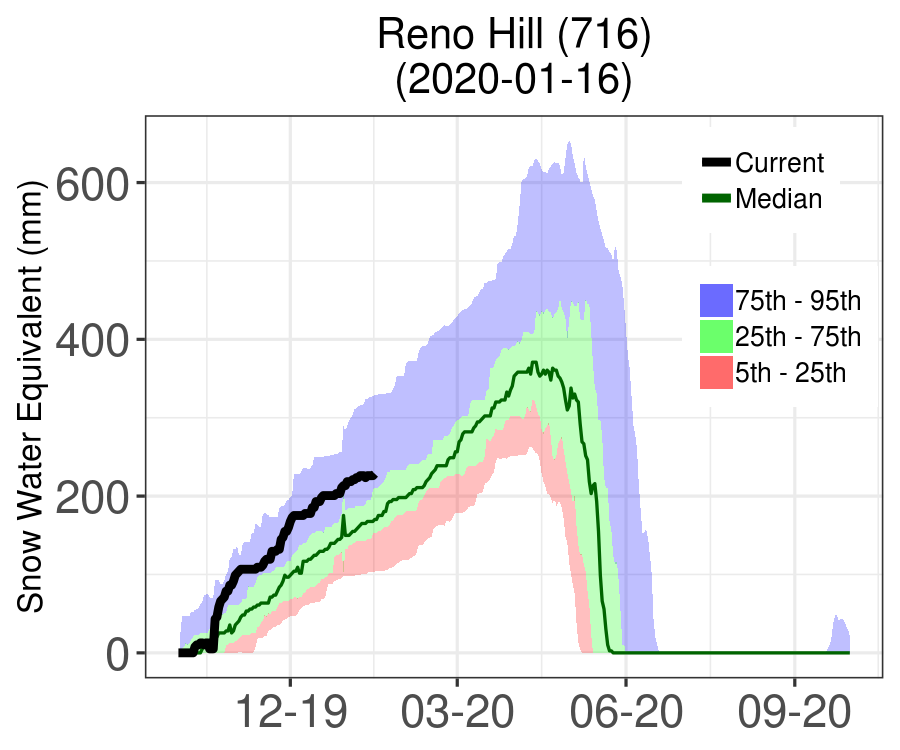 Reno Hill (716)
(2020-01-16)
Snow Water Equivalent (mm)
600
400
200
0
12-19
03-20
06-20
09-20
Current
Median
75th - 95th
25th - 75th
5th - 25th